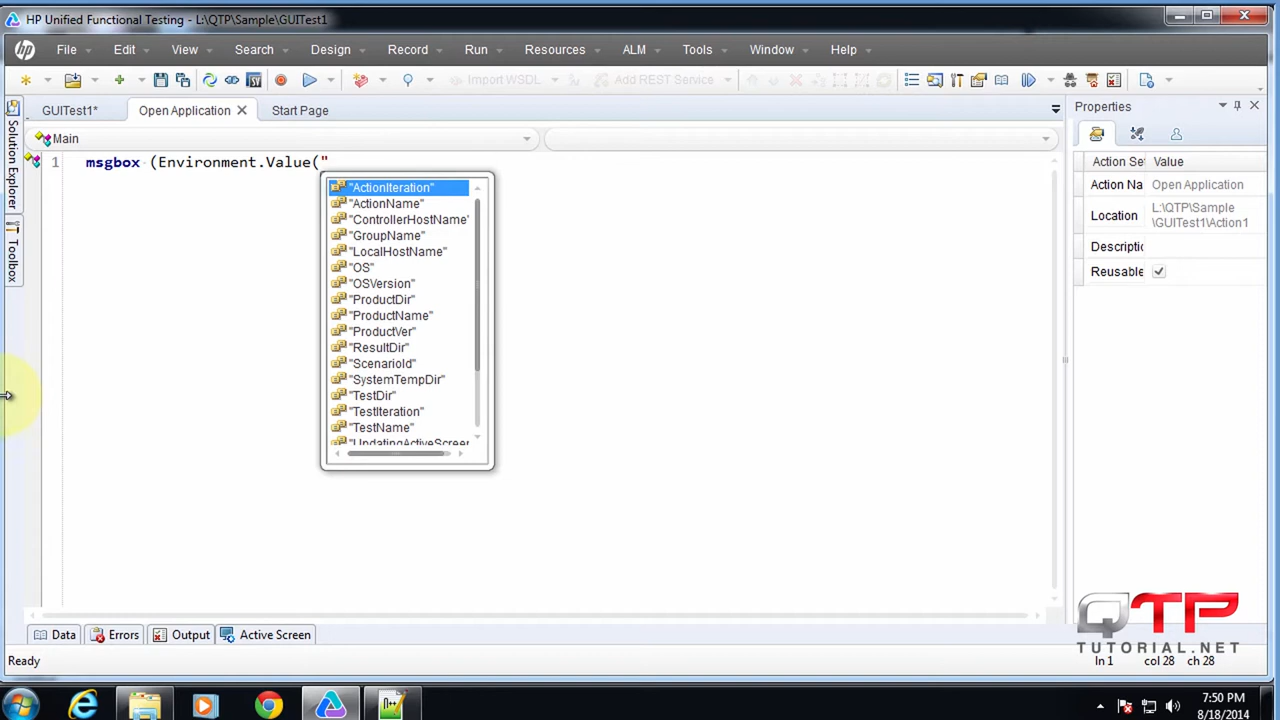 HP Unified Functional Testing - L:\QTP\Sample\GUITest1
hp File Edit View Search Design Record Run Resources ALM Tools Window Help
Import WSDL Add REST Service
GUITest1* Open Application Start Page
Properties
Main
Solution Explorer
Toolbox
1 msgbox (Environment.Value("
"ActionIteration"
"ActionName"
"ControllerHostName"
"GroupName"
"LocalHostName"
"OS"
"OSVersion"
"ProductDir"
"ProductName"
"ProductVer"
"ResultDir"
"ScenarioId"
"SystemTempDir"
"TestDir"
"TestIteration"
"TestName"
"UpdatingActiveScreen
Action Se Value
Action Na Open Application
Location L:\QTP\Sample
\GUITest1\Action1
Descriptic
Reusable
Data Errors Output Active Screen
QTP
TUTORIAL.NET
Ready
ln 1 col 28 ch 28
N++
7:50 PM
8/18/2014